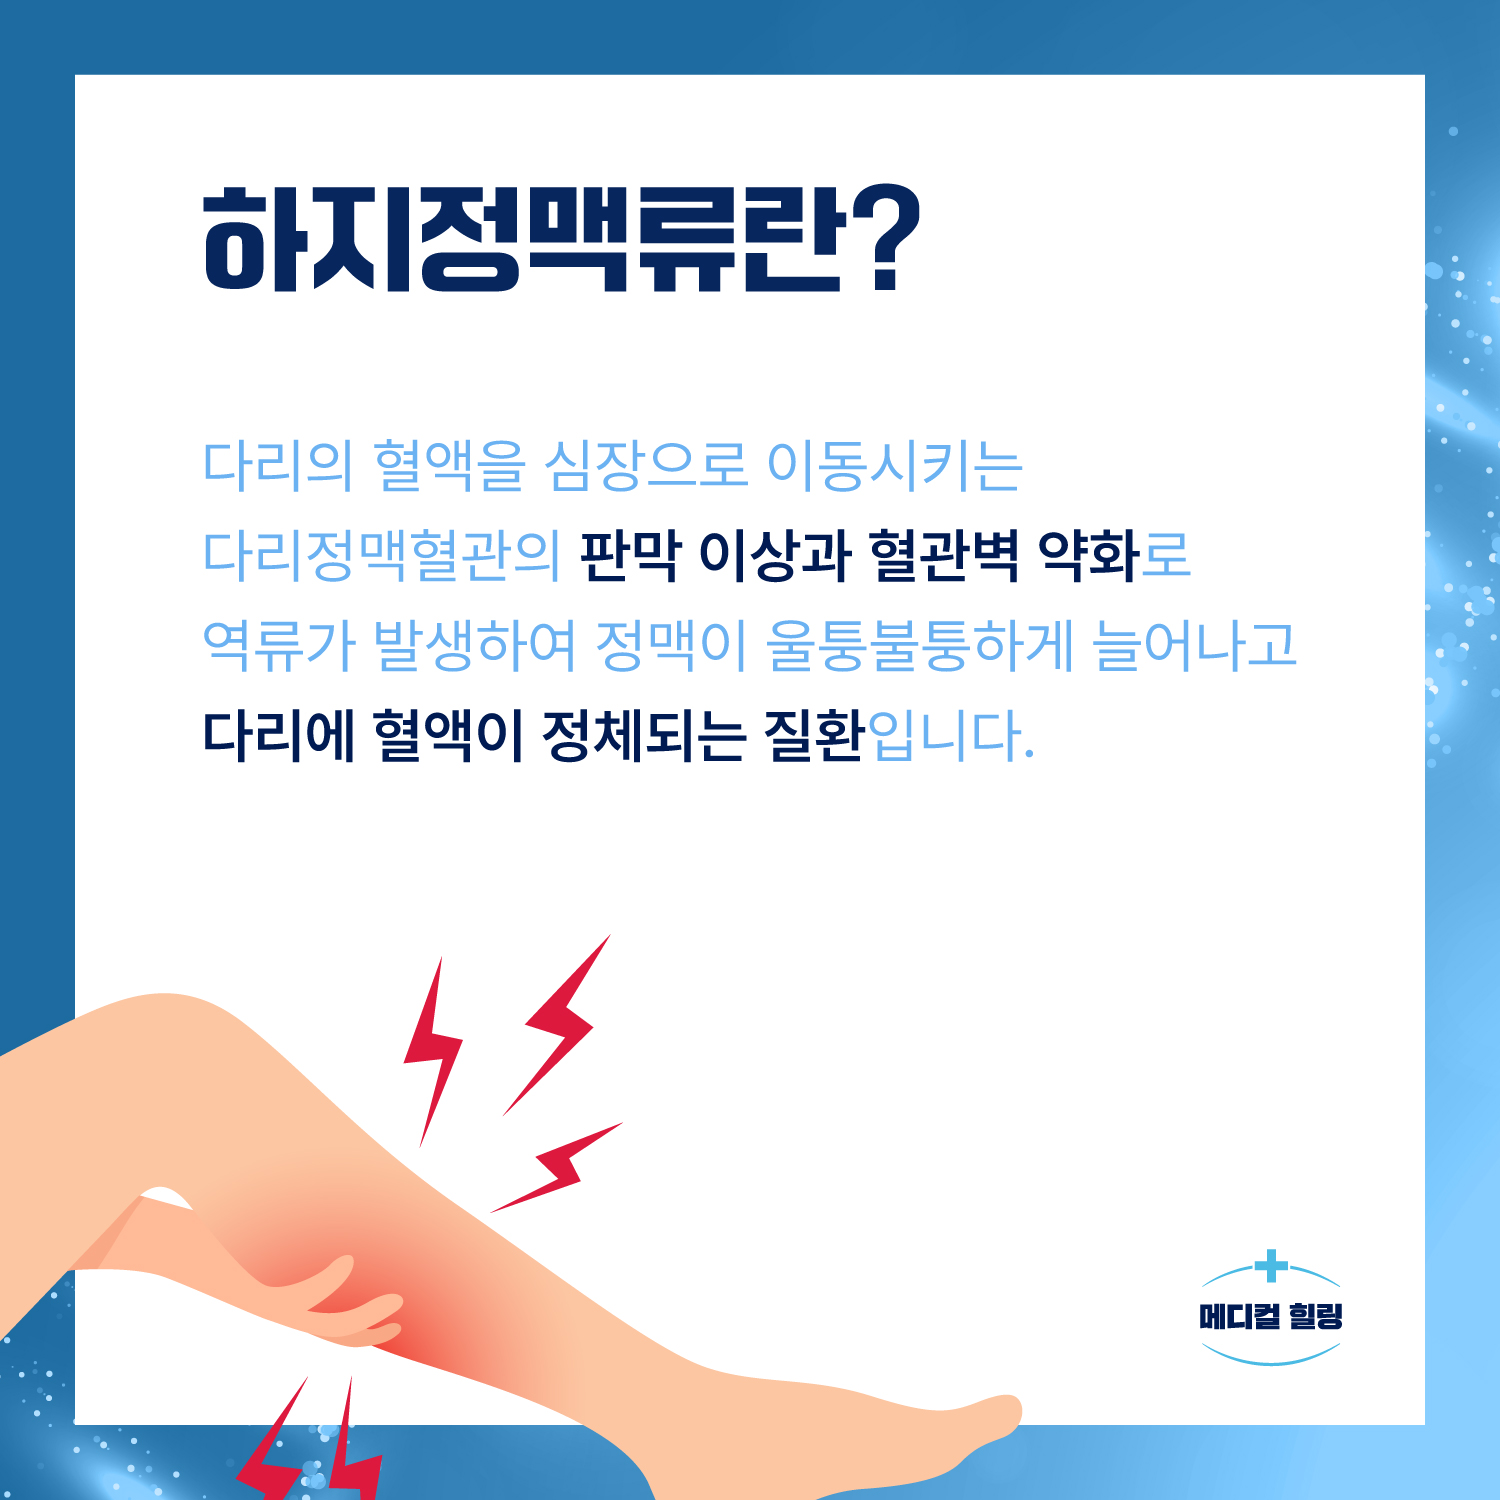 하지정맥류란?
다리의 혈액을 심장으로 이동시키는
다리정맥혈관의 판막 이상과 혈관벽 약화로
역류가 발생하여 정맥이 울퉁불퉁하게 늘어나고
다리에 혈액이 정체되는 질환입니다.
메디컬 힐링